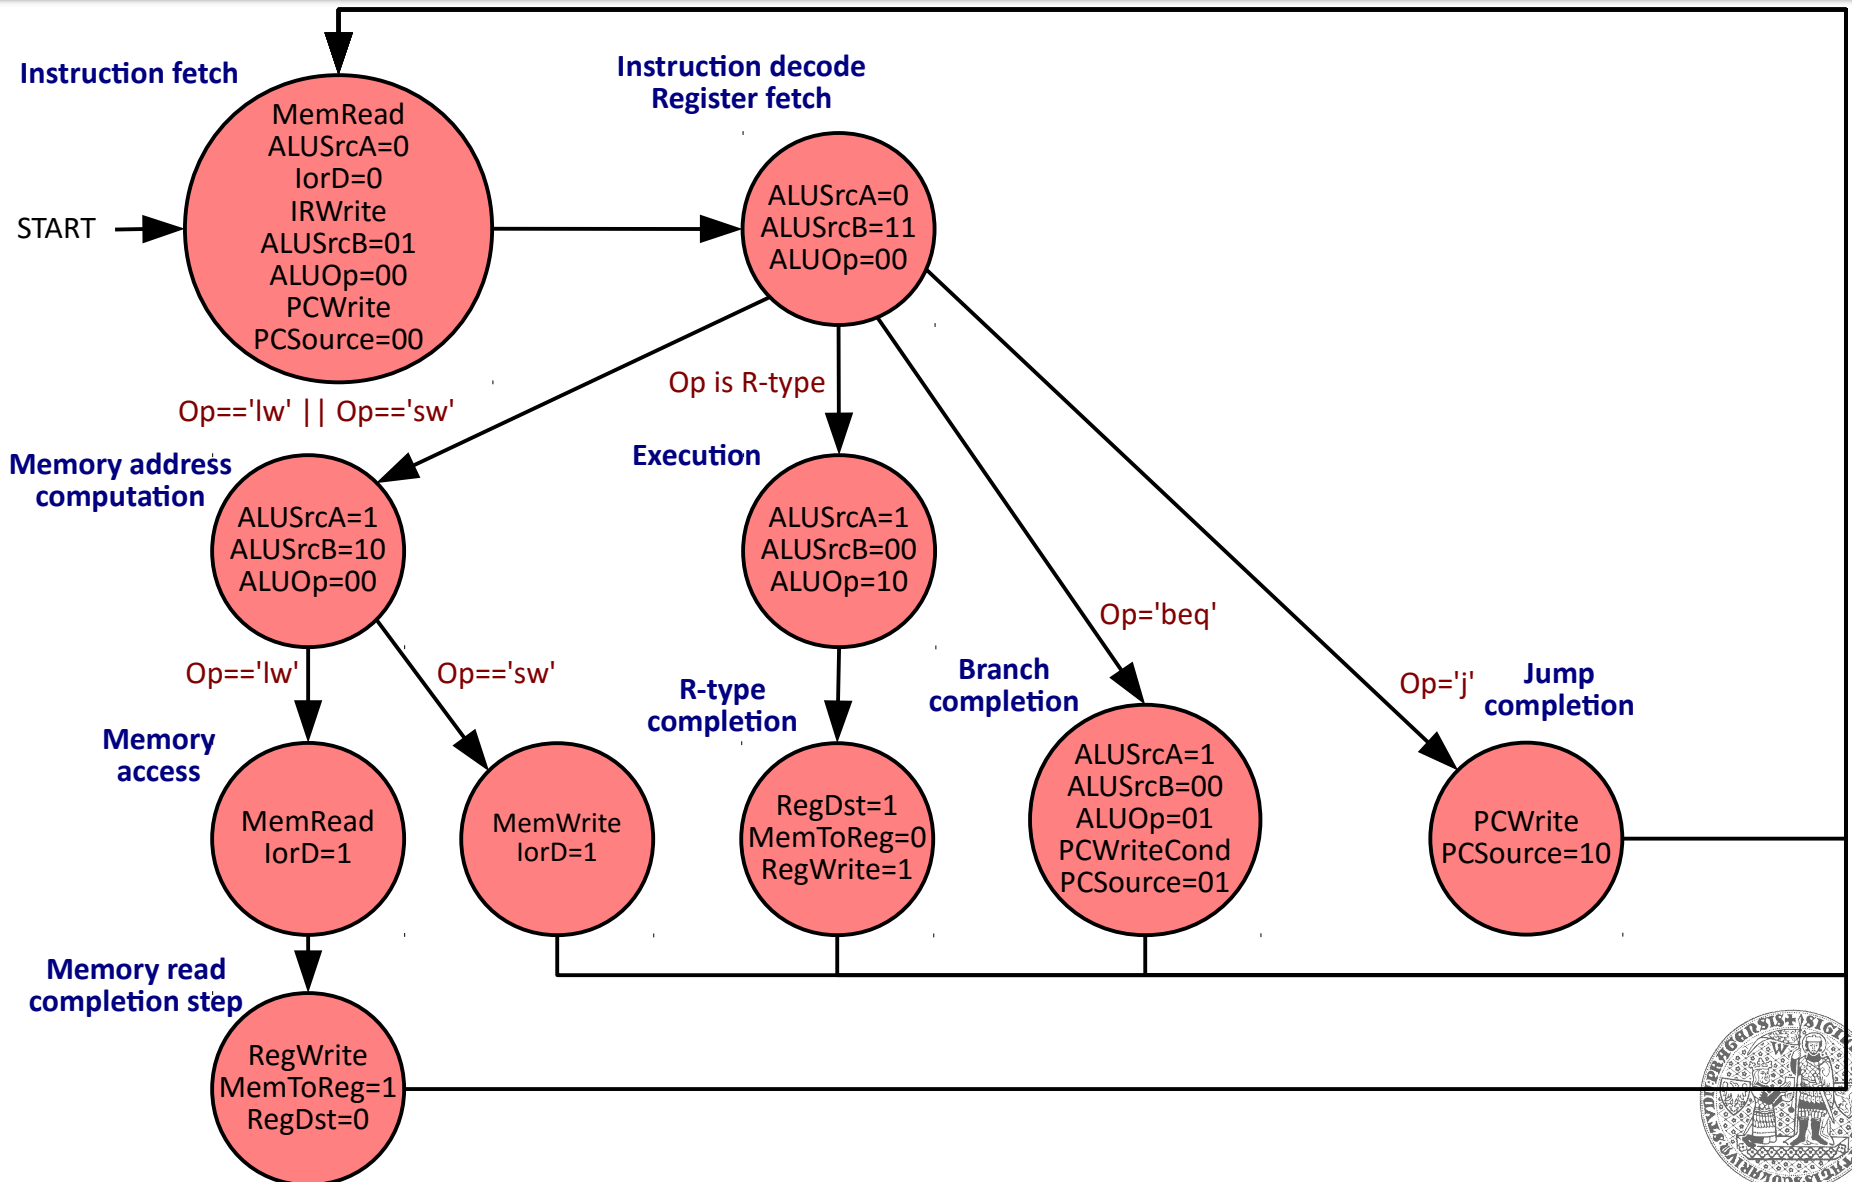 Instruction fetch
MemRead
ALUSrcA=0
IorD=0
IRWrite
ALUSrcB=01
ALUOp=00
PCWrite
PCSource=00
START
Instruction decode
Register fetch
ALUSrcA=0
ALUSrcB=11
ALUOp=00
Op=='lw' || Op=='sw'
Op is R-type
Op='beq'
Op='j'
Memory address
computation
ALUSrcA=1
ALUSrcB=10
ALUOp=00
Execution
ALUSrcA=1
ALUSrcB=00
ALUOp=10
Op=='lw'
Op=='sw'
Memory
access
MemRead
IorD=1
MemWrite
IorD=1
R-type
completion
RegDst=1
MemToReg=0
RegWrite=1
Branch
completion
ALUSrcA=1
ALUSrcB=00
ALUOp=01
PCWriteCond
PCSource=01
Jump
completion
PCWrite
PCSource=10
Memory read
completion step
RegWrite
MemToReg=1
RegDst=0